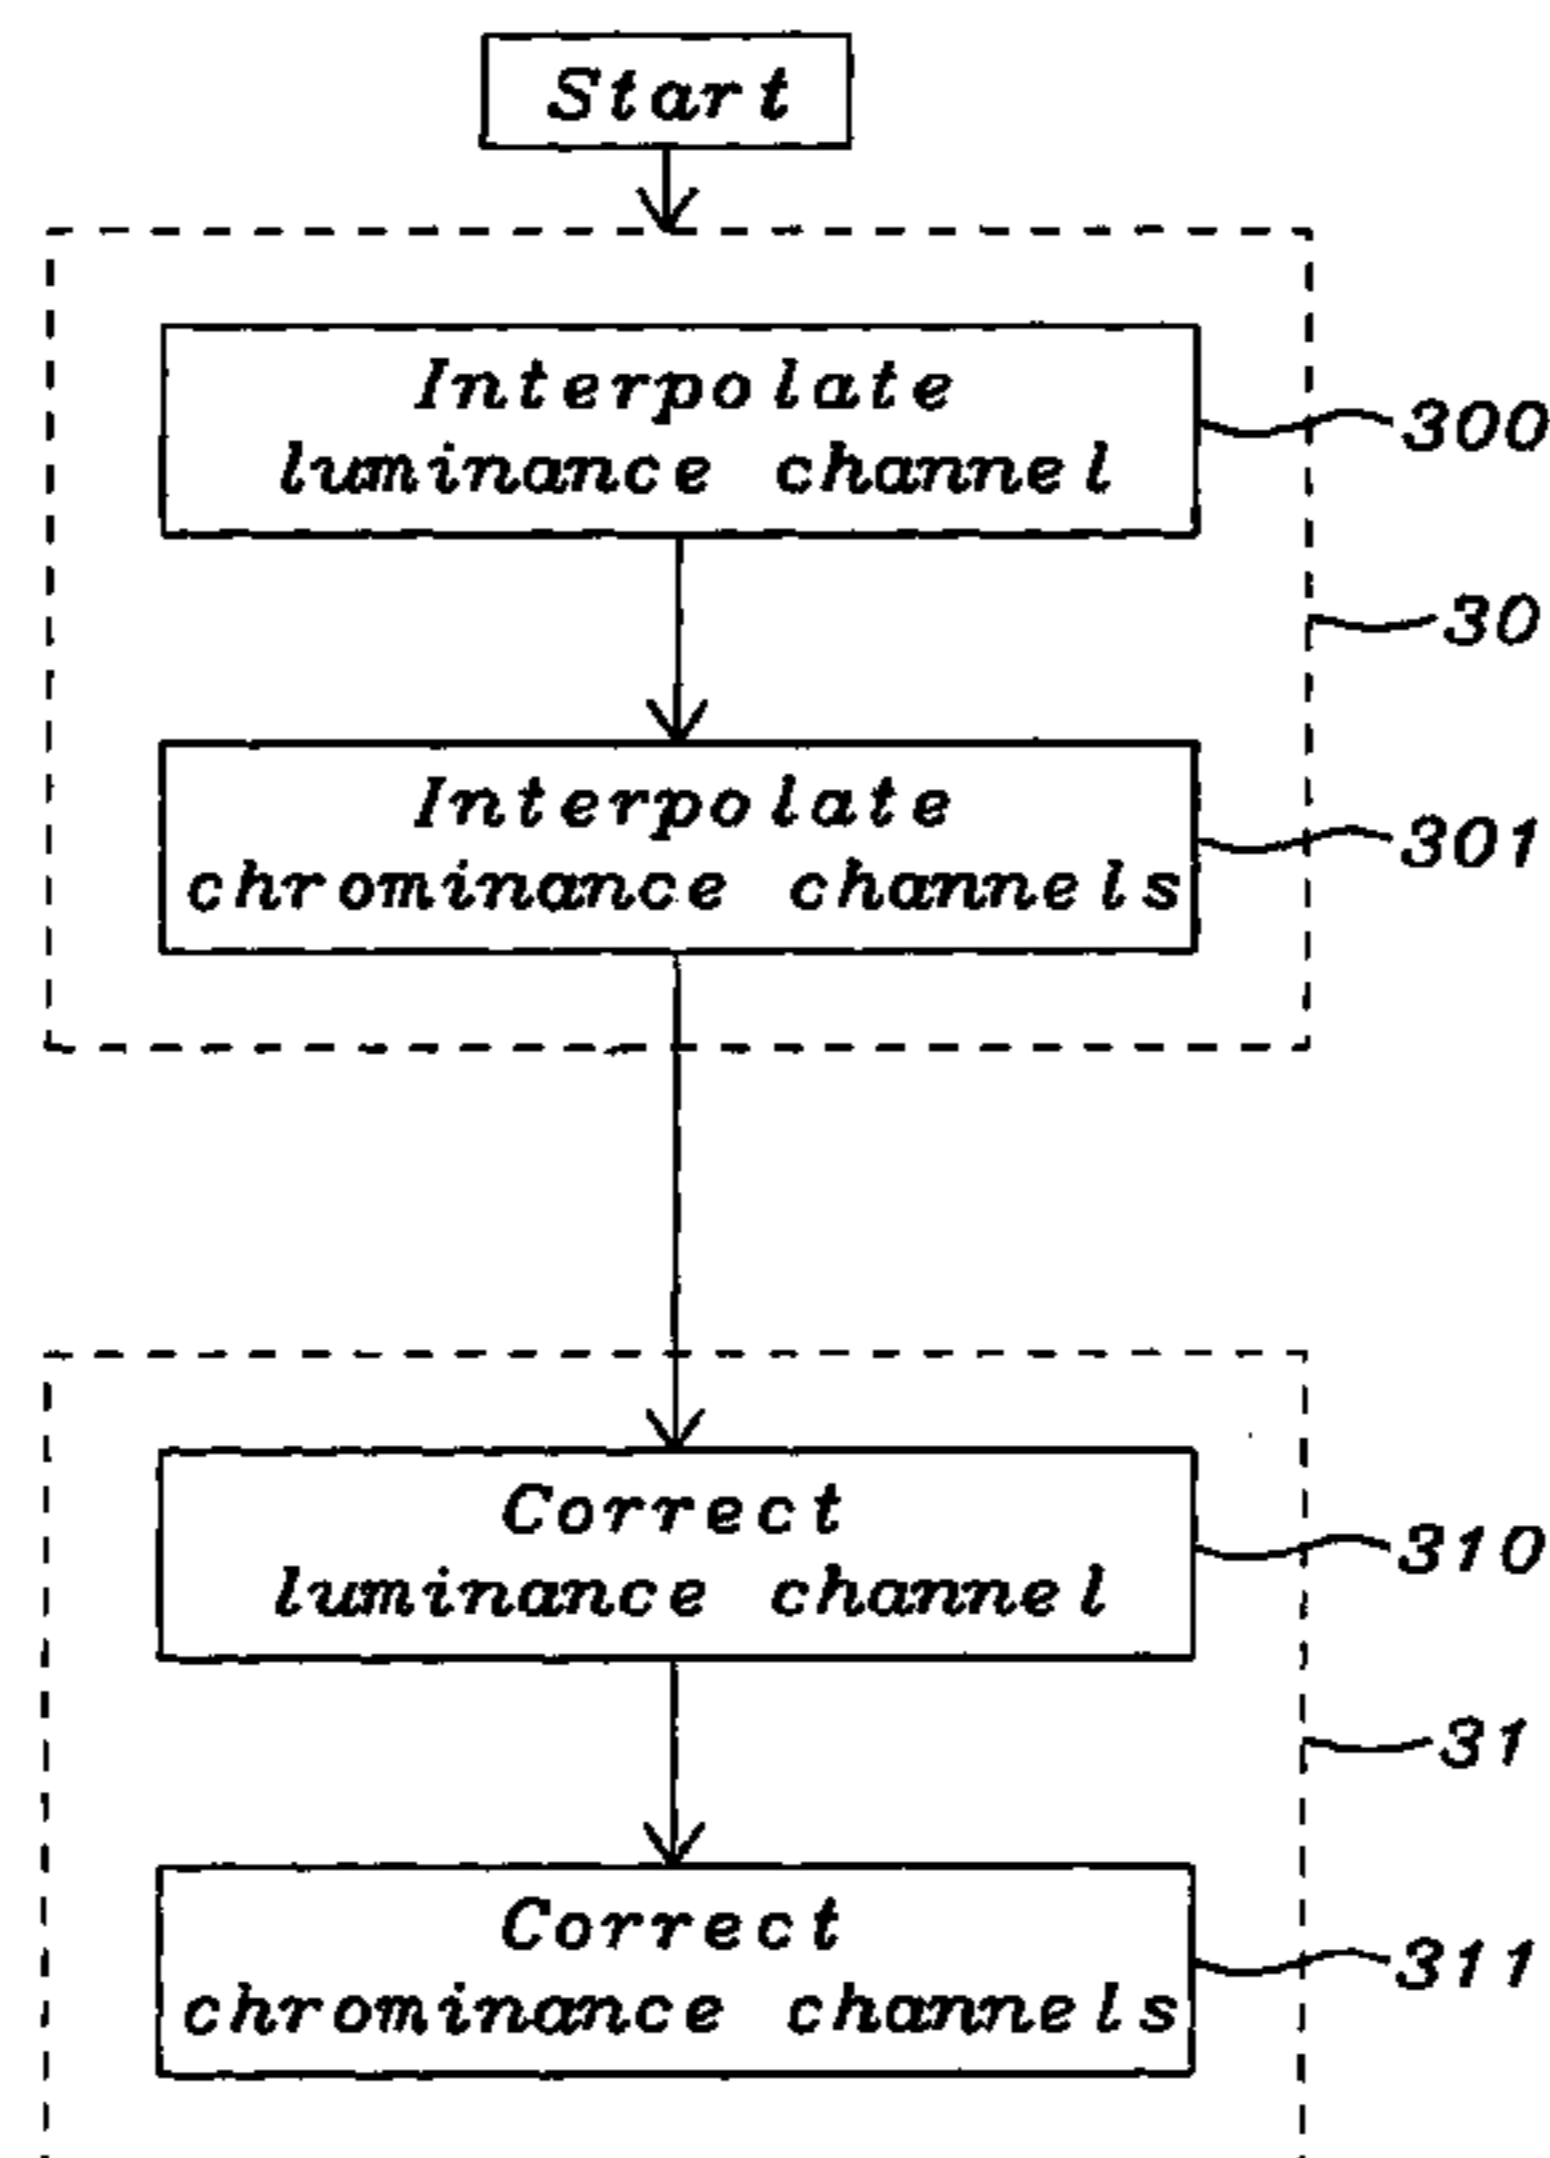 Start
Interpolate
luminance channel
300
30
Interpolate
chrominance channels
301
Correct
luminance channel
310
31
Correct
chrominance channels
311